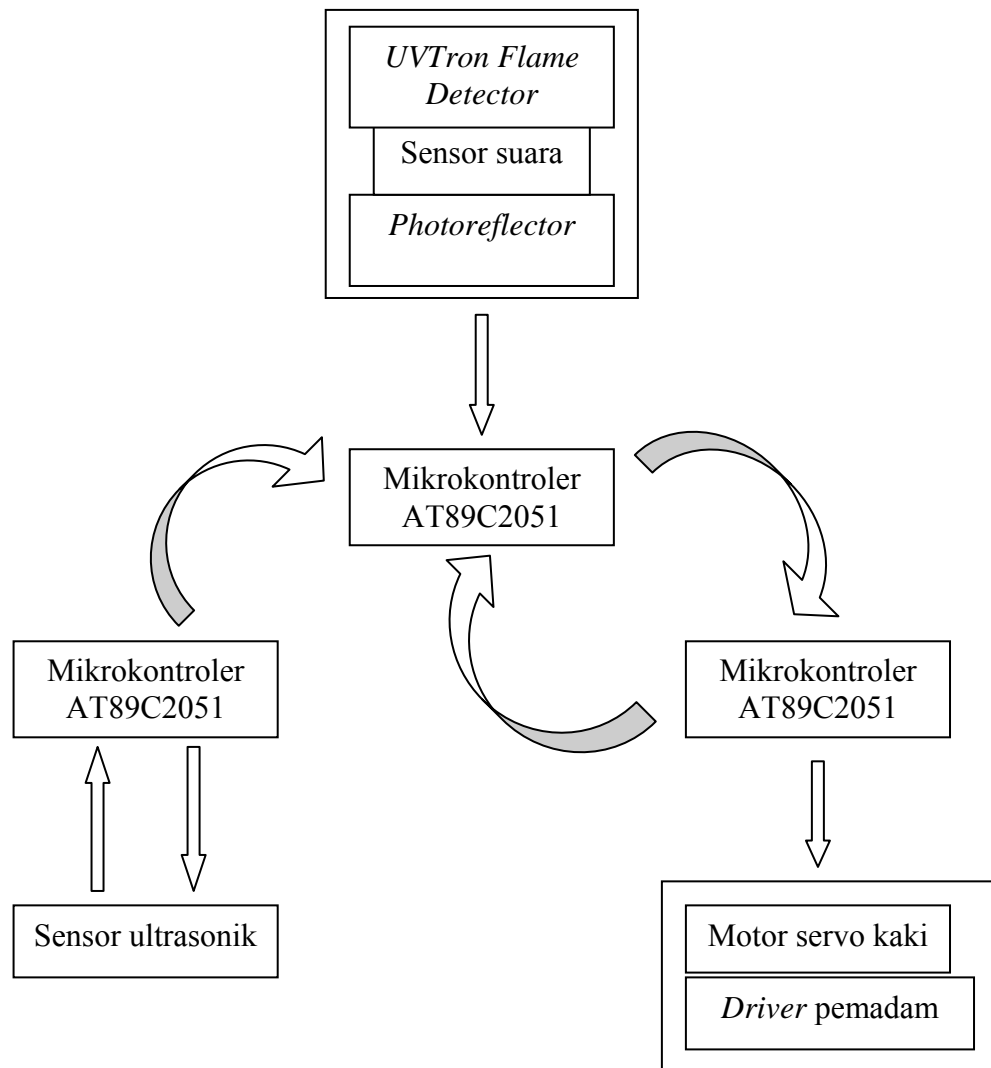 UVTron Flame
Detector
Sensor suara
Photoreflector
Mikrokontroler
AT89C2051
Mikrokontroler
AT89C2051
Mikrokontroler
AT89C2051
Sensor ultrasonik
Motor servo kaki
Driver pemadam